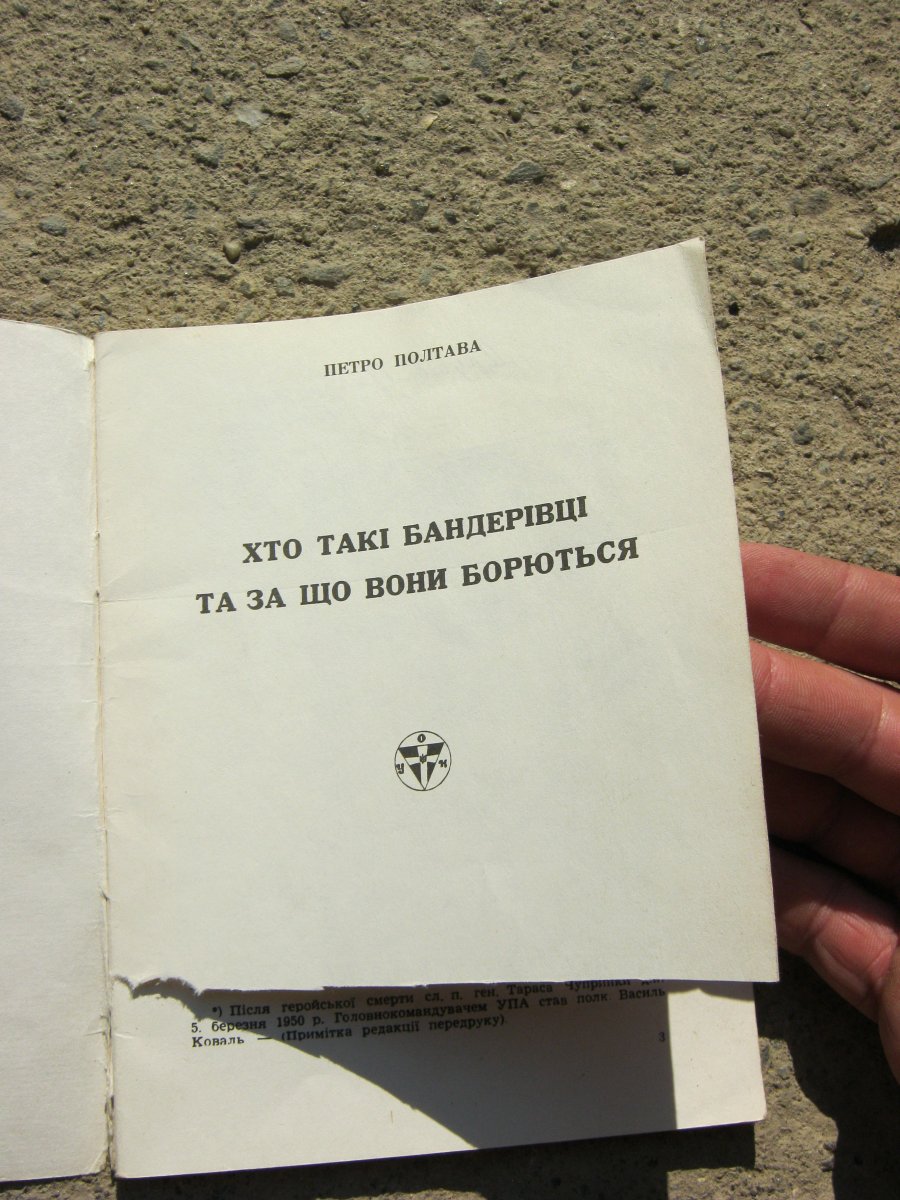 ПЕТРО ПОЛТАВА
ХТО ТАКІ БАНДЕРІВЦІ
ТА ЗА ЩО ВОНИ БОРЮТЬСЯ
О
У Н
*) Після геройської смерти сл. п. ген. Тараса Чупринки
5. березня 1950 р. Головнокомандувачем УПА став полк. Василь
Коваль — (Примітка редакції передруку).
3